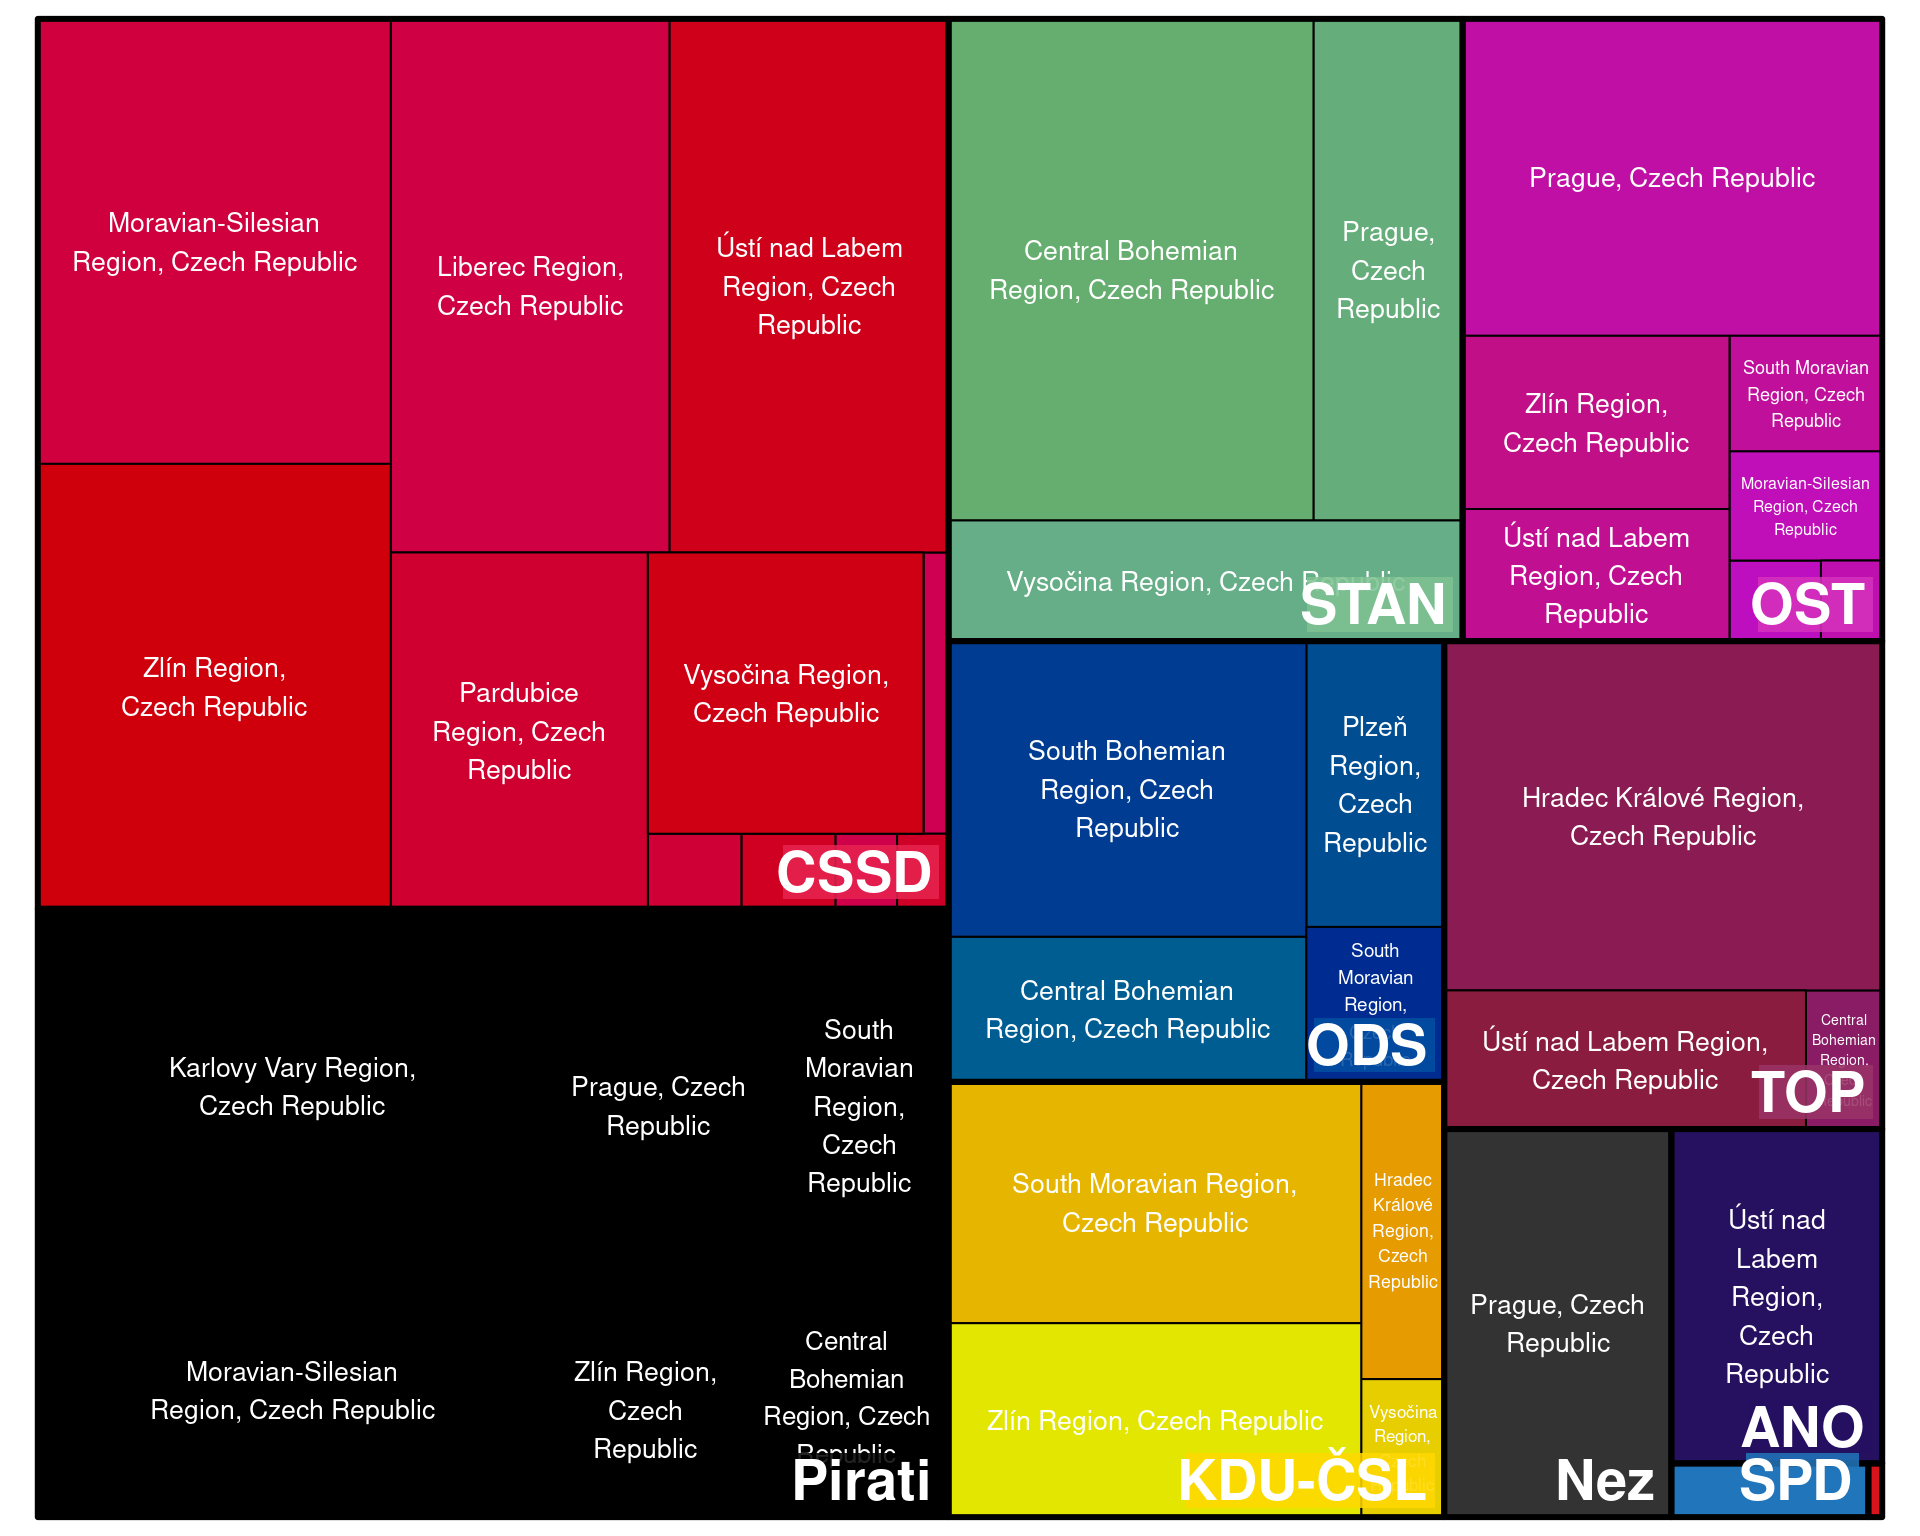 Moravian-Silesian
Region, Czech Republic
Liberec Region,
Czech Republic
Ústí nad Labem
Region, Czech
Republic
Zlín Region,
Czech Republic
Pardubice
Region, Czech
Republic
Vysočina Region,
Czech Republic
CSSD
Central Bohemian
Region, Czech Republic
Prague,
Czech
Republic
Vysočina Region, Czech Republic
STAN
Prague, Czech Republic
Zlín Region,
Czech Republic
South Moravian
Region, Czech
Republic
Moravian-Silesian
Region, Czech
Republic
Ústí nad Labem
Region, Czech
Republic
OST
South Bohemian
Region, Czech
Republic
Plzeň
Region,
Czech
Republic
Central Bohemian
Region, Czech Republic
South
Moravian
Region,
ODS
Hradec Králové Region,
Czech Republic
Ústí nad Labem Region,
Czech Republic
Central
Bohemian
Region,
TOP
Karlovy Vary Region,
Czech Republic
Prague, Czech
Republic
South
Moravian
Region,
Czech
Republic
Moravian-Silesian
Region, Czech Republic
Zlín Region,
Czech
Republic
Central
Bohemian
Region, Czech
Republic
Pirati
South Moravian Region,
Czech Republic
Hradec
Králové
Region,
Czech
Republic
Zlín Region, Czech Republic
Vysočina
Region,
KDU-ČSL
Prague, Czech
Republic
Nez
Ústí nad
Labem
Region,
Czech
Republic
ANO
SPD